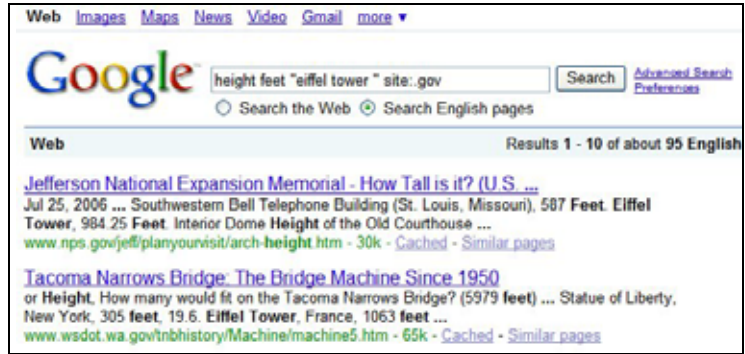 Web Images Maps News Video Gmail more ▼
Google height feet "eiffel tower " site:.gov Search Advanced Search
Preferences
Search the Web Search English pages
Web Results 1 - 10 of about 95 English
Jefferson National Expansion Memorial - How Tall is it? (U.S. ...
Jul 25, 2006 ... Southwestern Bell Telephone Building (St. Louis, Missouri), 587 Feet. Eiffel
Tower, 984.25 Feet. Interior Dome Height of the Old Courthouse ...
www.nps.gov/jeff/planyourvisit/arch-height.htm - 30k - Cached - Similar pages
Tacoma Narrows Bridge: The Bridge Machine Since 1950
or Height, How many would fit on the Tacoma Narrows Bridge? (5979 feet) ... Statue of Liberty,
New York, 305 feet, 19.6. Eiffel Tower, France, 1063 feet ...
www.wsdot.wa.gov/tnbhistory/Machine/machine5.htm - 65k - Cached - Similar pages